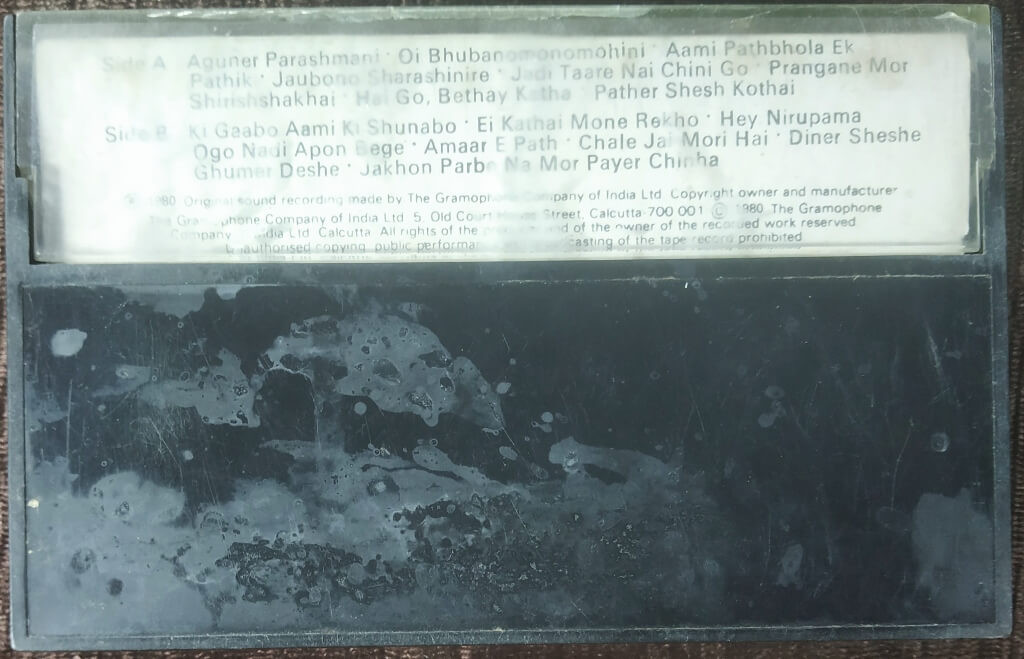 Side A Aguner Parashmani · Oi Bhubanomonomohini · Aami Pathbhola Ek
Pathik · Jaubono Sharashinire · Jadi Taare Nai Chini Go · Prangane Mor
Shirishshakhai · Hai Go, Bethay Katha · Pather Shesh Kothai
Side B Ki Gaabo Aami Ki Shunabo · Ei Kathai Mone Rekho · Hey Nirupama
Ogo Nadi Apon Bege · Amaar E Path · Chale Jai Mori Hai · Diner Sheshe
Ghumer Deshe · Jakhon Parbe Na Mor Payer Chinha
℗ 1980 Original sound recording made by The Gramophone Company of India Ltd Copyright owner and manufacturer
The Gramophone Company of India Ltd 5, Old Court House Street, Calcutta 700 001 © 1980 The Gramophone
Company India Ltd Calcutta All rights of the and of the owner of the recorded work reserved
Unauthorised copying public casting of the tape record prohibited